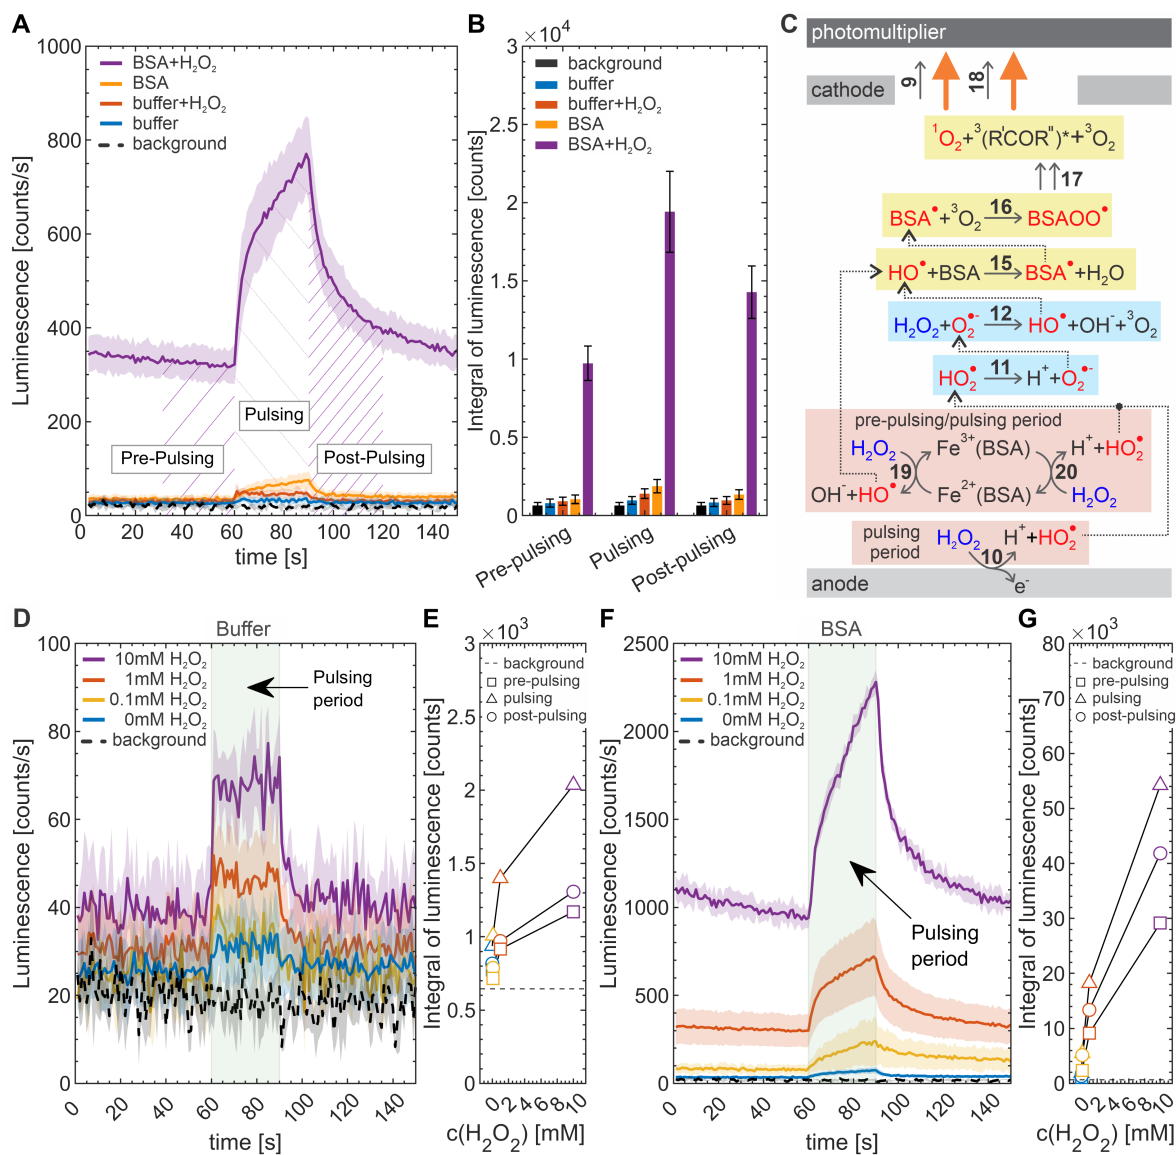 A
Luminescence [counts/s]
1000
800
600
400
200
0
BSA+H₂O₂
BSA
buffer+H₂O₂
buffer
background
Pulsing
Pre-Pulsing
Post-Pulsing
0 20 40 60 80 100 120 140
time [s]
B
×10⁴
Integral of luminescence [counts]
3
2.5
2
1.5
1
0.5
0
background
buffer
buffer+H₂O₂
BSA
BSA+H₂O₂
Pre-pulsing
Pulsing
Post-pulsing
C
photomultiplier
9
18
cathode
¹O₂+³(R'COR'')*+³O₂
17
BSA•+³O₂ 16 BSAOO•
HO•+BSA 15 BSA•+H₂O
H₂O₂+O₂•⁻ 12 HO•+OH⁻+³O₂
HO₂• 11 H⁺+O₂•⁻
pre-pulsing/pulsing period
H₂O₂ Fe³⁺(BSA) H⁺+HO₂•
19 20
OH⁻+HO• Fe²⁺(BSA) H₂O₂
pulsing
period
H₂O₂ H⁺+HO₂•
10
anode
e⁻
D
Buffer
Luminescence [counts/s]
100
80
60
40
20
0
10mM H₂O₂
1mM H₂O₂
0.1mM H₂O₂
0mM H₂O₂
background
Pulsing
period
0 20 40 60 80 100 120 140
time [s]
E
×10³
Integral of luminescence [counts]
3
2.5
2
1.5
1
0.5
0
background
pre-pulsing
pulsing
post-pulsing
0 2 4 6 8 10
c(H₂O₂) [mM]
F
BSA
Luminescence [counts/s]
2500
2000
1500
1000
500
0
10mM H₂O₂
1mM H₂O₂
0.1mM H₂O₂
0mM H₂O₂
background
Pulsing
period
0 20 40 60 80 100 120 140
time [s]
G
×10³
Integral of luminescence [counts]
80
70
60
50
40
30
20
10
0
background
pre-pulsing
pulsing
post-pulsing
0 2 4 6 8 10
c(H₂O₂) [mM]